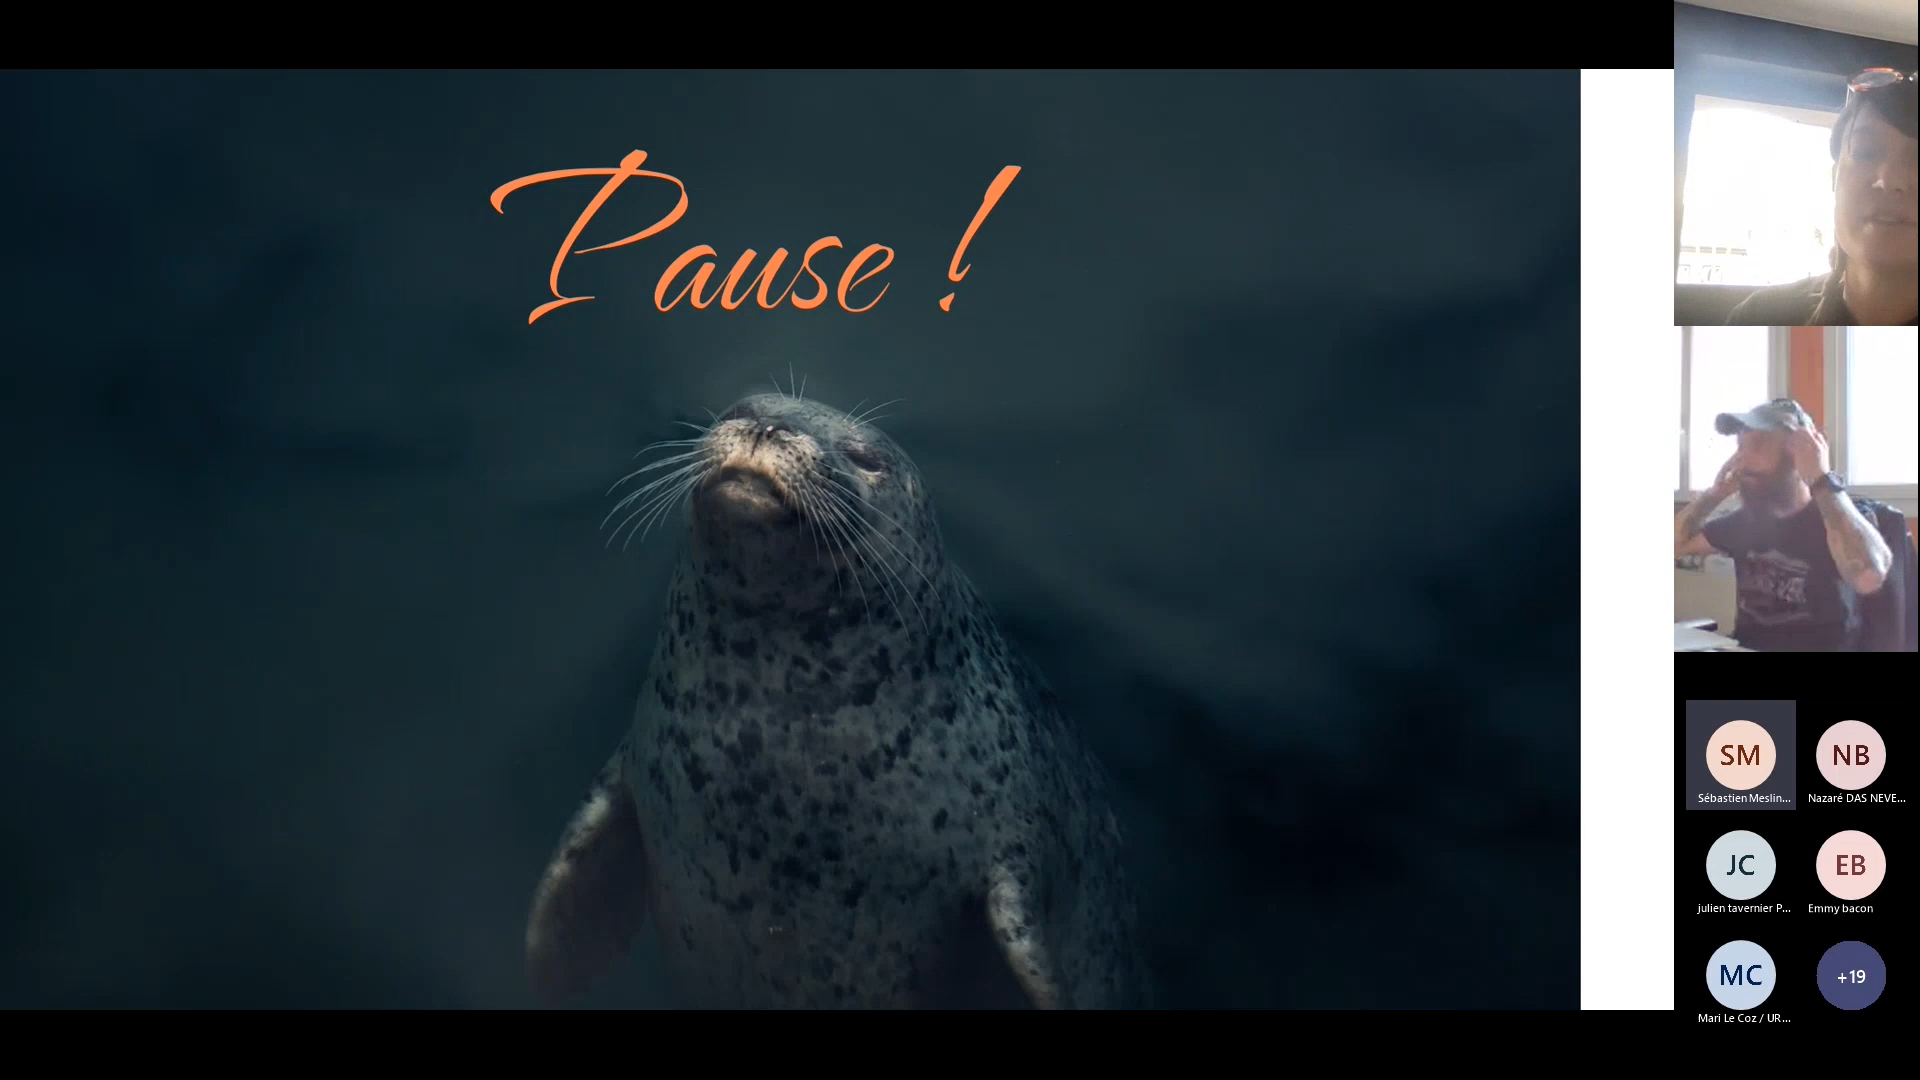 Pause !
SM
NB
Sébastien Meslin...
Nazaré DAS NEVE...
JC
EB
julien tavernier P...
Emmy bacon
MC
+19
Mari Le Coz / UR...